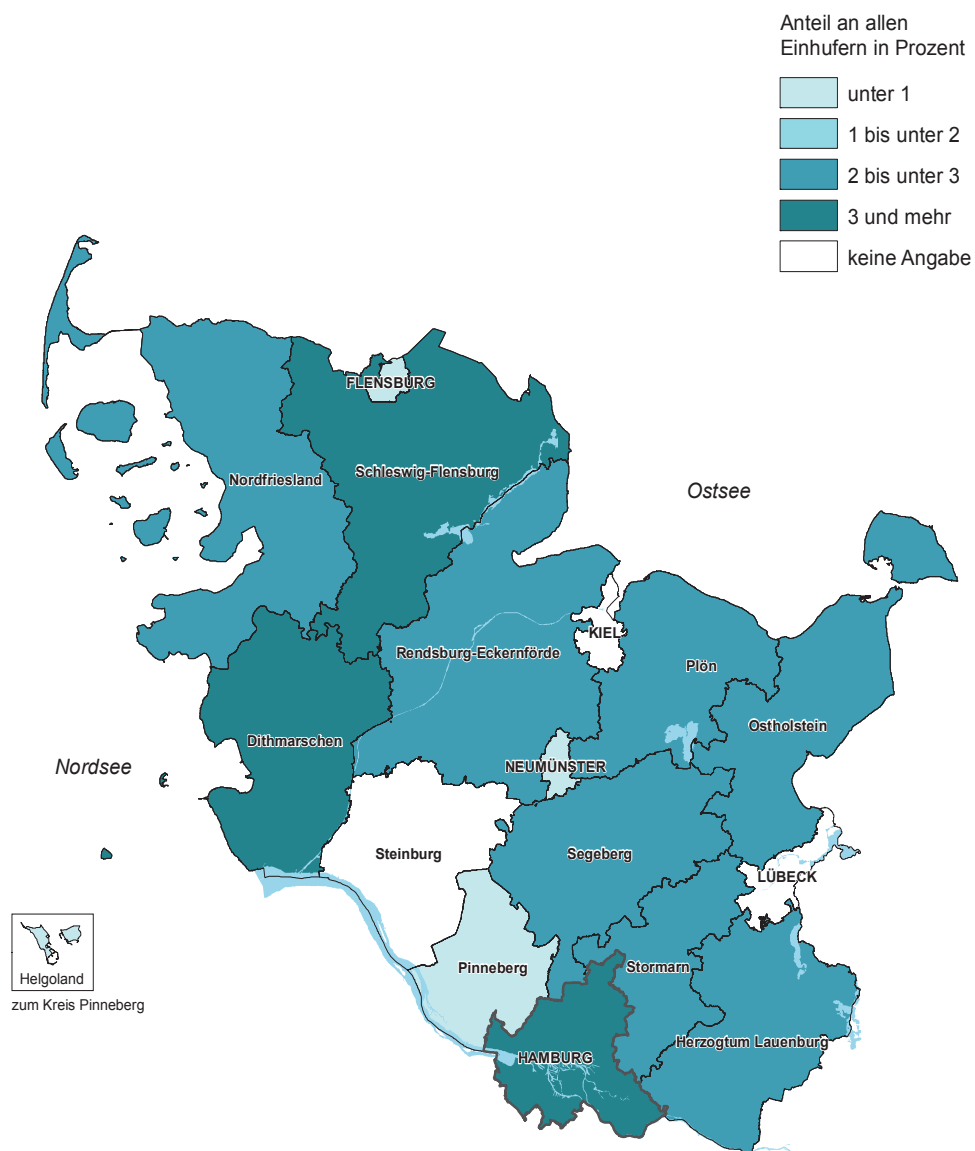 Anteil an allen
Einhufern in Prozent
unter 1
1 bis unter 2
2 bis unter 3
3 und mehr
keine Angabe
FLENSBURG
Nordfriesland
Schleswig-Flensburg
Ostsee
KIEL
Rendsburg-Eckernförde
Plön
Ostholstein
Dithmarschen
Nordsee
NEUMÜNSTER
Steinburg
Segeberg
LÜBECK
Pinneberg
Stormarn
Helgoland
zum Kreis Pinneberg
Herzogtum Lauenburg
HAMBURG